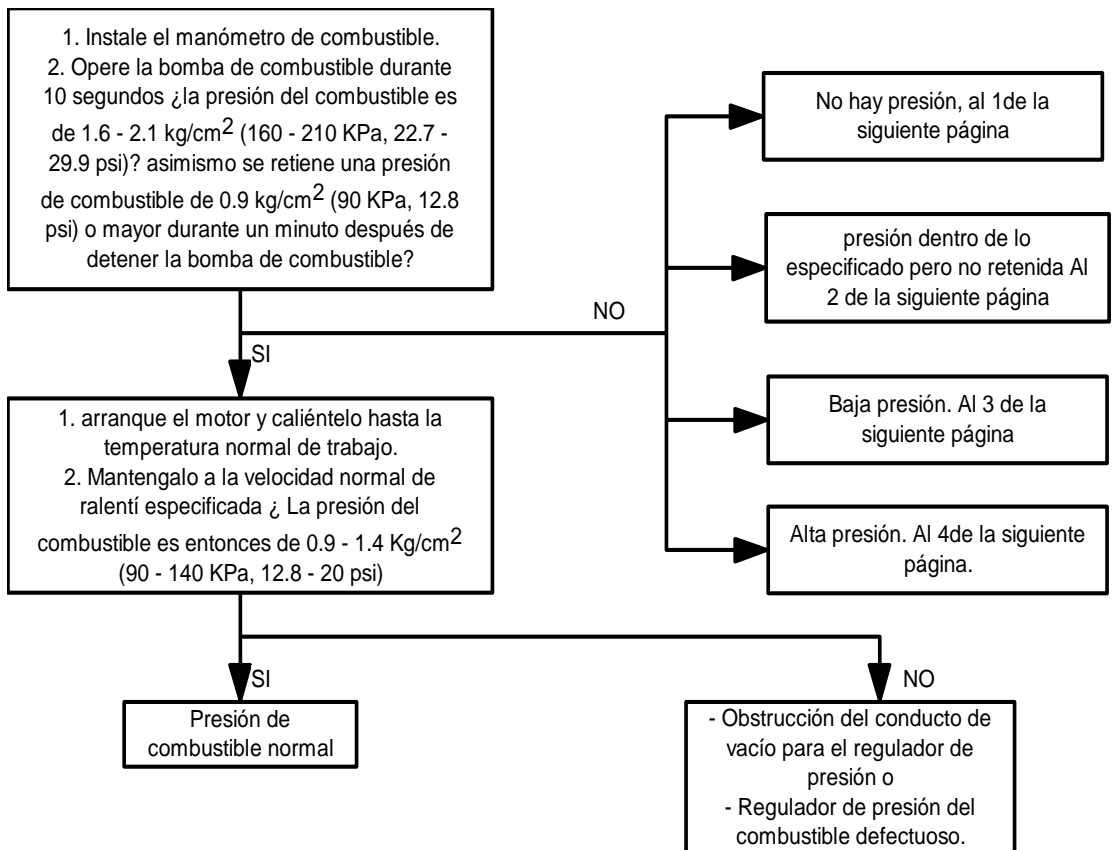 1. Instale el manómetro de combustible.
2. Opere la bomba de combustible durante
10 segundos ¿la presión del combustible es
de 1.6 - 2.1 kg/cm2 (160 - 210 KPa, 22.7 -
29.9 psi)? asimismo se retiene una presión
de combustible de 0.9 kg/cm2 (90 KPa, 12.8
psi) o mayor durante un minuto después de
detener la bomba de combustible?
NO
No hay presión, al 1de la
siguiente página
presión dentro de lo
especificado pero no retenida Al
2 de la siguiente página
Baja presión. Al 3 de la
siguiente página
Alta presión. Al 4de la siguiente
página.
SI
1. arranque el motor y caliéntelo hasta la
temperatura normal de trabajo.
2. Mantengalo a la velocidad normal de
ralentí especificada ¿ La presión del
combustible es entonces de 0.9 - 1.4 Kg/cm2
(90 - 140 KPa, 12.8 - 20 psi)
SI
Presión de
combustible normal
NO
- Obstrucción del conducto de
vacío para el regulador de
presión o
- Regulador de presión del
combustible defectuoso.